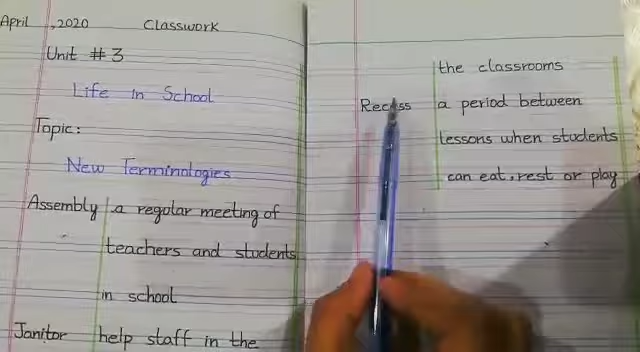 April ,2020 Classwork
Unit # 3
Life in School
Topic:
New Terminologies
Assembly a regular meeting of
teachers and students
in school
Janitor help staff in the
the classrooms
Recess a period between
lessons when students
can eat, rest or play